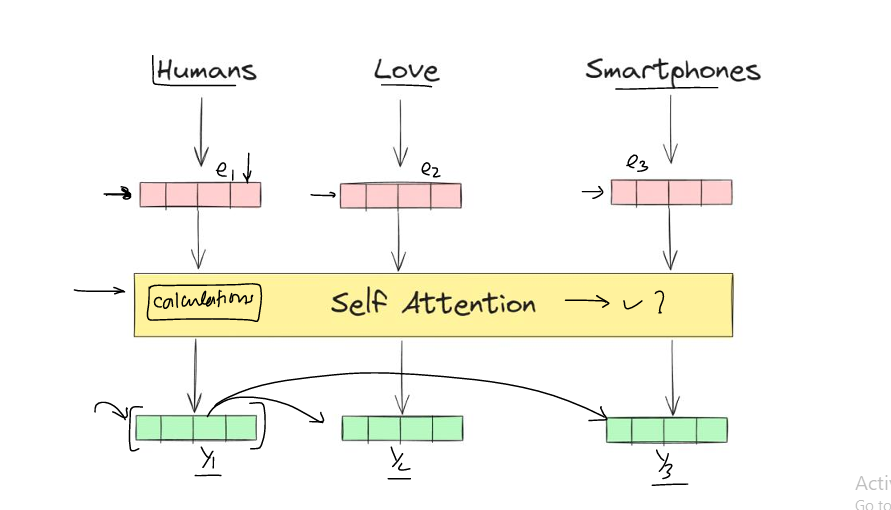 Humans Love Smartphones
e1 e2 e3
calculations Self Attention → ✓ ?
y1 y2 y3
Activ
Go to